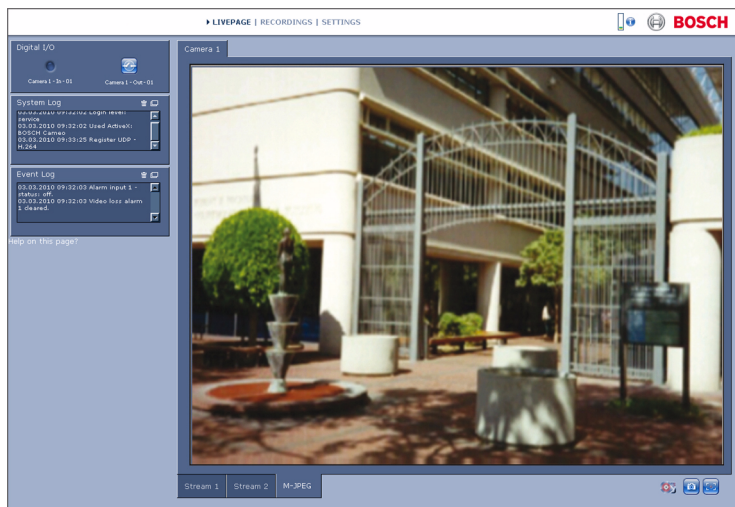 LIVEPAGE | RECORDINGS | SETTINGS
BOSCH
Digital I/O
Camera 1 - In - 01
Camera 1 - Out - 01
System Log
03.03.2010 09:32:02 Login level:
service
03.03.2010 09:32:02 Used ActiveX:
BOSCH Cameo
03.03.2010 09:33:25 Register UDP -
H.264
Event Log
03.03.2010 09:32:03 Alarm input 1 -
status: off.
03.03.2010 09:32:03 Video loss alarm
1 cleared.
Help on this page?
Camera 1
Stream 1
Stream 2
M-JPEG